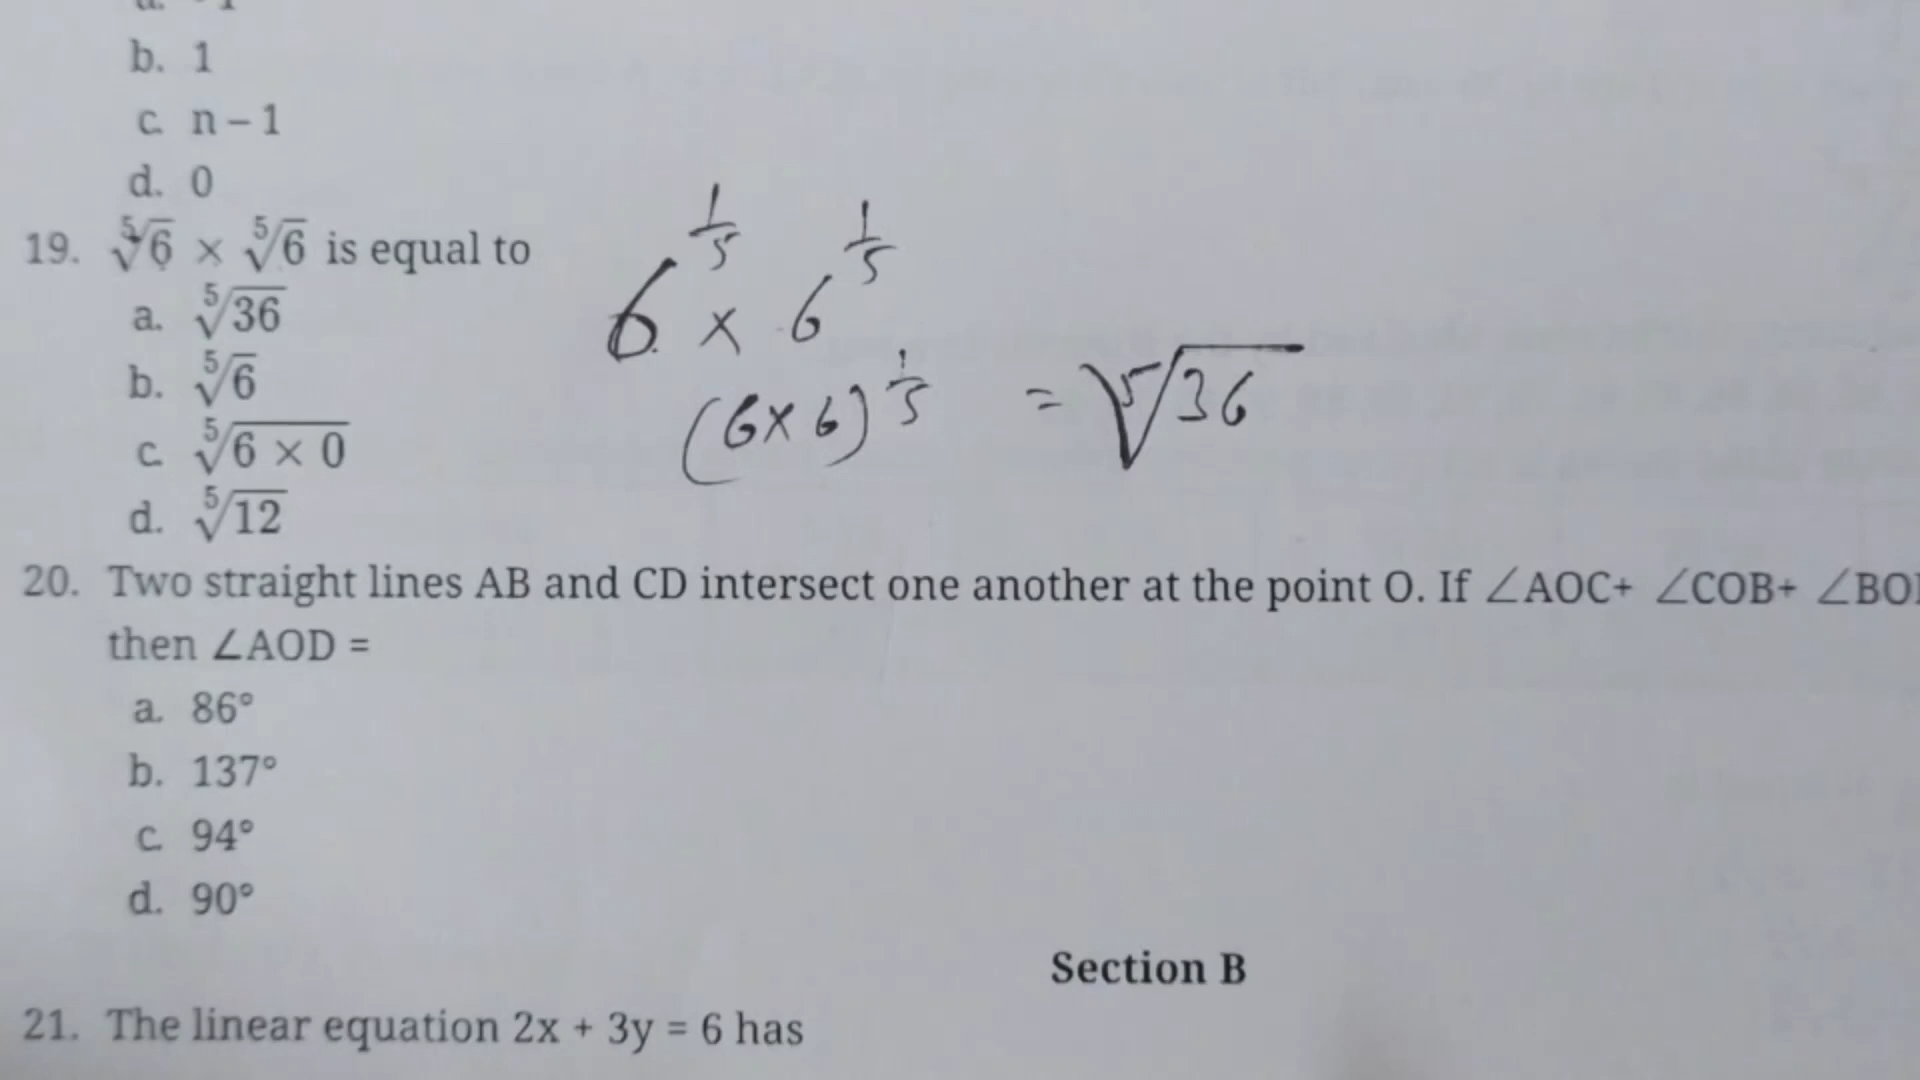 b. 1
c. n – 1
d. 0
19. ⁵√6 × ⁵√6 is equal to
a. ⁵√36
b. ⁵√6
c. ⁵√6 × 0
d. ⁵√12
6^1/5 × 6^1/5
(6×6)^1/5 = ⁵√36
20. Two straight lines AB and CD intersect one another at the point O. If ∠AOC+ ∠COB+
then ∠AOD =
a. 86°
b. 137°
c. 94°
d. 90°
Section B
21. The linear equation 2x + 3y = 6 has